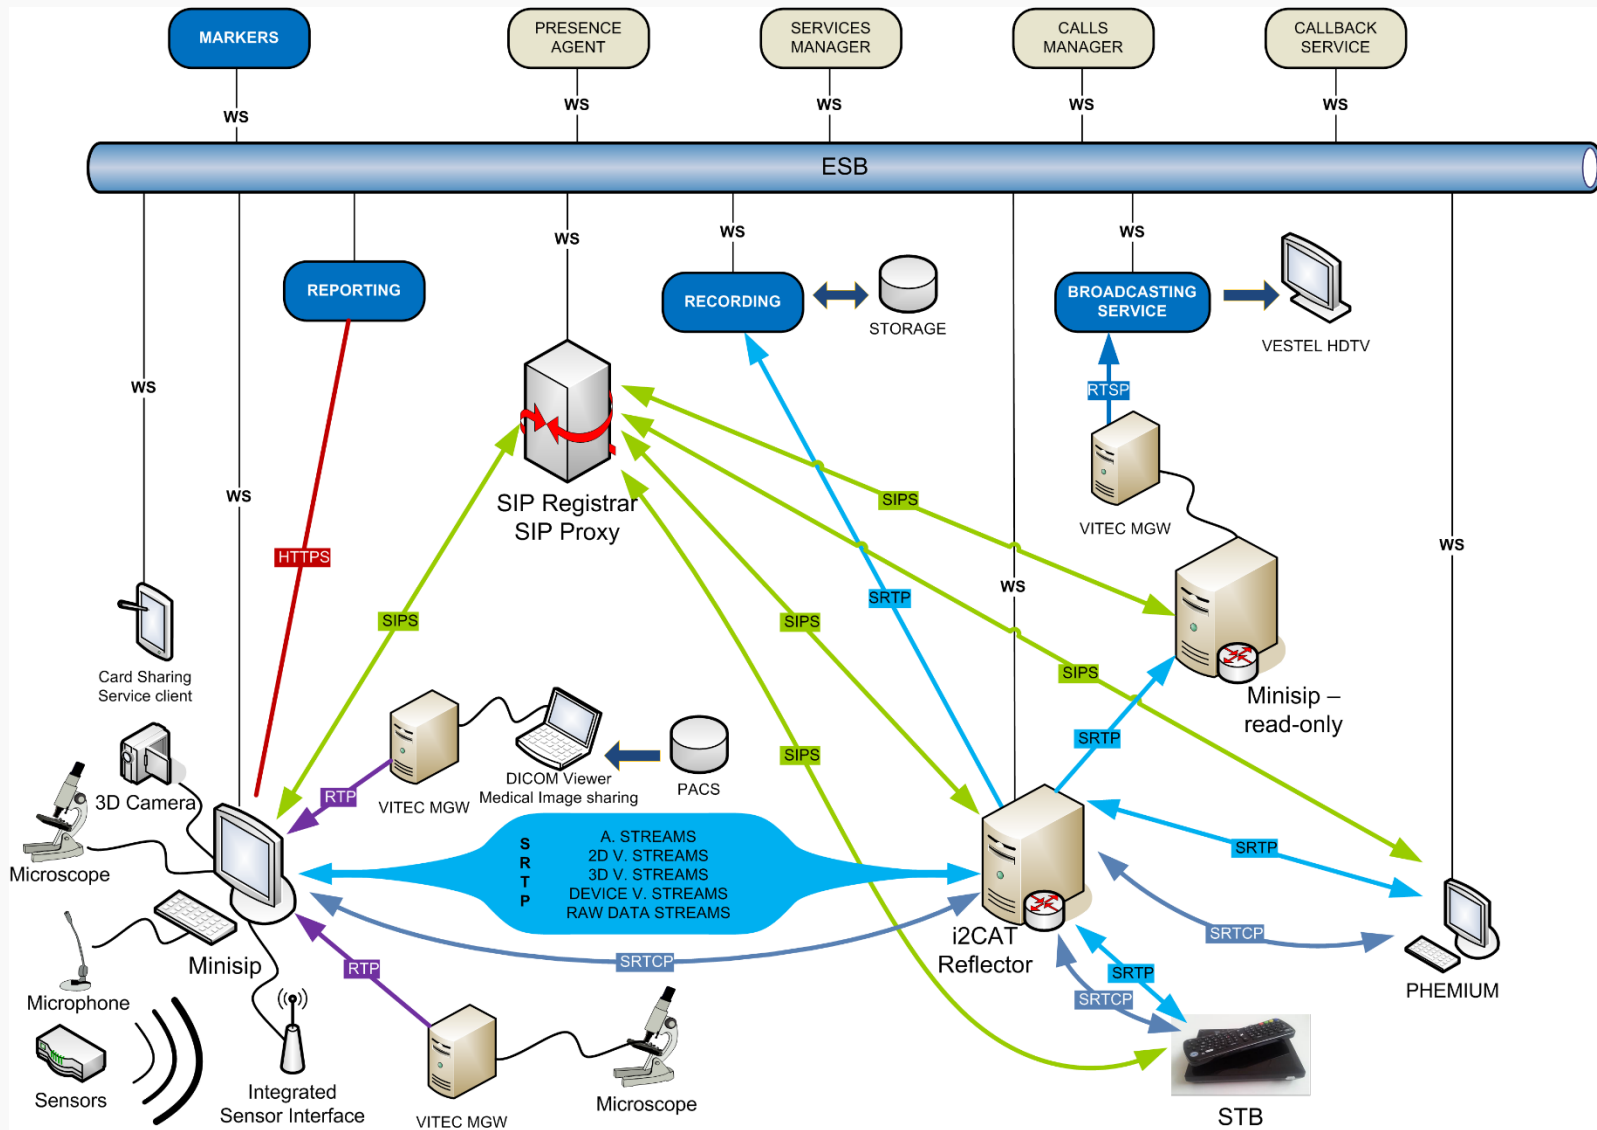 MARKERS
PRESENCE
AGENT
SERVICES
MANAGER
CALLS
MANAGER
CALLBACK
SERVICE
WS
WS
WS
WS
WS
ESB
WS
WS
WS
REPORTING
RECORDING
STORAGE
BROADCASTING
SERVICE
VESTEL HDTV
WS
RTSP
WS
SIP Registrar
SIP Proxy
SIPS
VITEC MGW
HTTPS
WS
WS
SRTP
SIPS
SIPS
Card Sharing
Service client
SIPS
Minisip –
read-only
3D Camera
VITEC MGW
DICOM Viewer
Medical Image sharing
PACS
SIPS
SRTP
RTP
Microscope
S
R
T
P
A. STREAMS
2D V. STREAMS
3D V. STREAMS
DEVICE V. STREAMS
RAW DATA STREAMS
SRTP
i2CAT
Reflector
SRTCP
Minisip
RTP
SRTCP
SRTP
PHEMIUM
Microphone
SRTCP
Sensors
Integrated
Sensor Interface
VITEC MGW
Microscope
STB